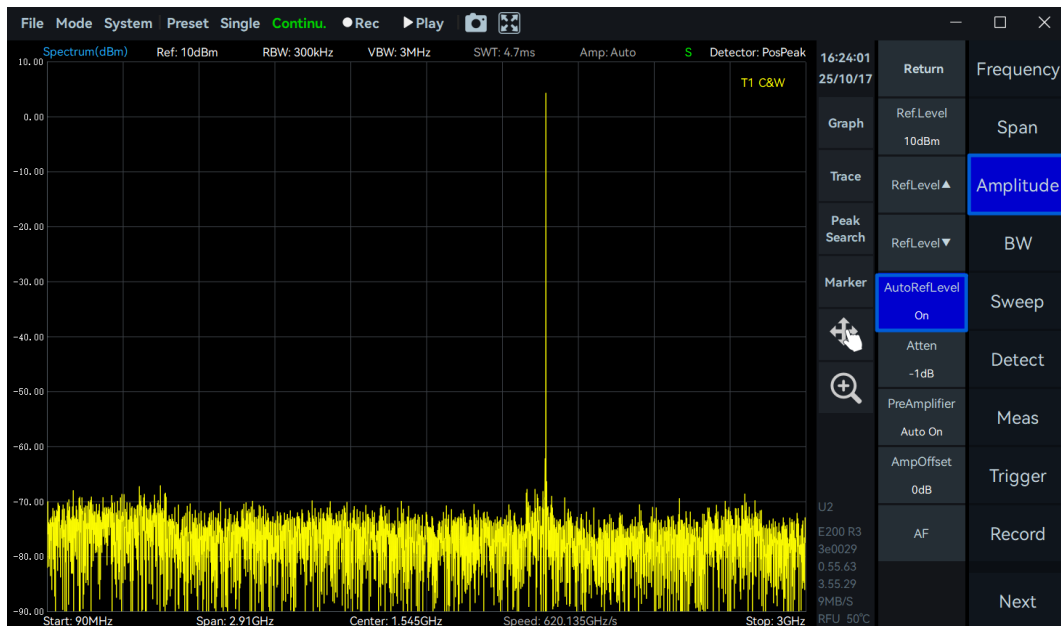 File Mode System Preset Single Continu. Rec Play
Spectrum(dBm) Ref: 10dBm RBW: 300kHz VBW: 3MHz SWT: 4.7ms Amp: Auto S Detector: PosPeak
T1 C&W
10.00
0.00
-10.00
-20.00
-30.00
-40.00
-50.00
-60.00
-70.00
-80.00
-90.00
Start: 90MHz Span: 2.91GHz Center: 1.545GHz Speed: 620.135GHz/s Stop: 3GHz
16:24:01
25/10/17
Graph
Trace
Peak
Search
Marker
U2
E200 R3
3e0029
0.55.63
3.55.29
9MB/S
RFU 50°C
Return
Ref.Level
10dBm
RefLevel▲
RefLevel▼
AutoRefLevel
On
Atten
-1dB
PreAmplifier
Auto On
AmpOffset
0dB
AF
Frequency
Span
Amplitude
BW
Sweep
Detect
Meas
Trigger
Record
Next